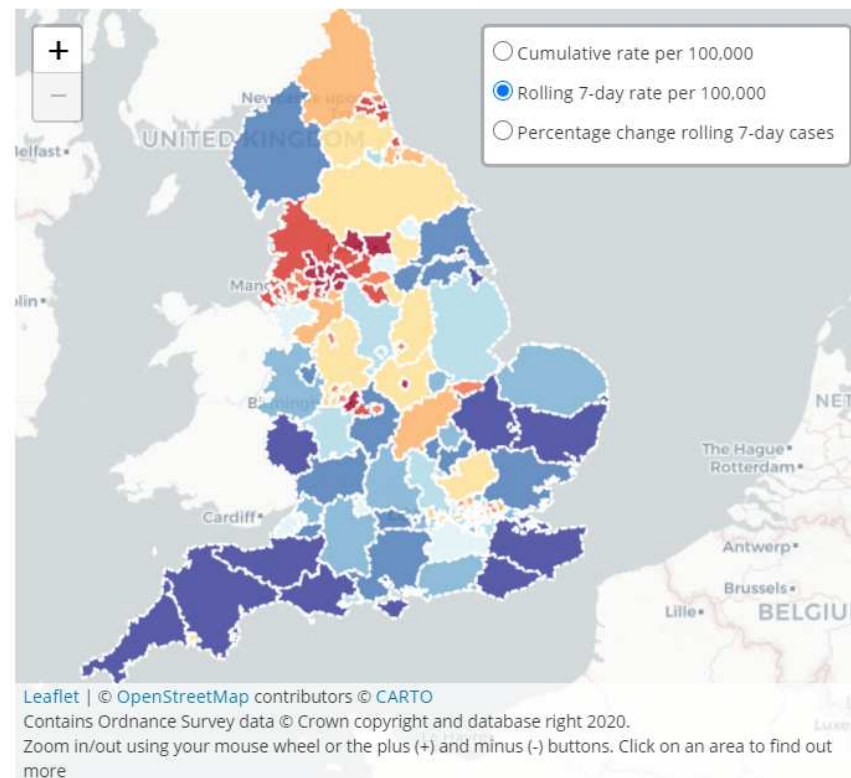 +
−
Cumulative rate per 100,000
Rolling 7-day rate per 100,000
Percentage change rolling 7-day cases
Newcastle upon
UNITED KINGDOM
Belfast
Cardiff
The Hague
Rotterdam
Antwerp
Brussels
Lille
BELGIU
NET
Leaflet | © OpenStreetMap contributors © CARTO
Contains Ordnance Survey data © Crown copyright and database right 2020.
Zoom in/out using your mouse wheel or the plus (+) and minus (-) buttons. Click on an area to find out
more